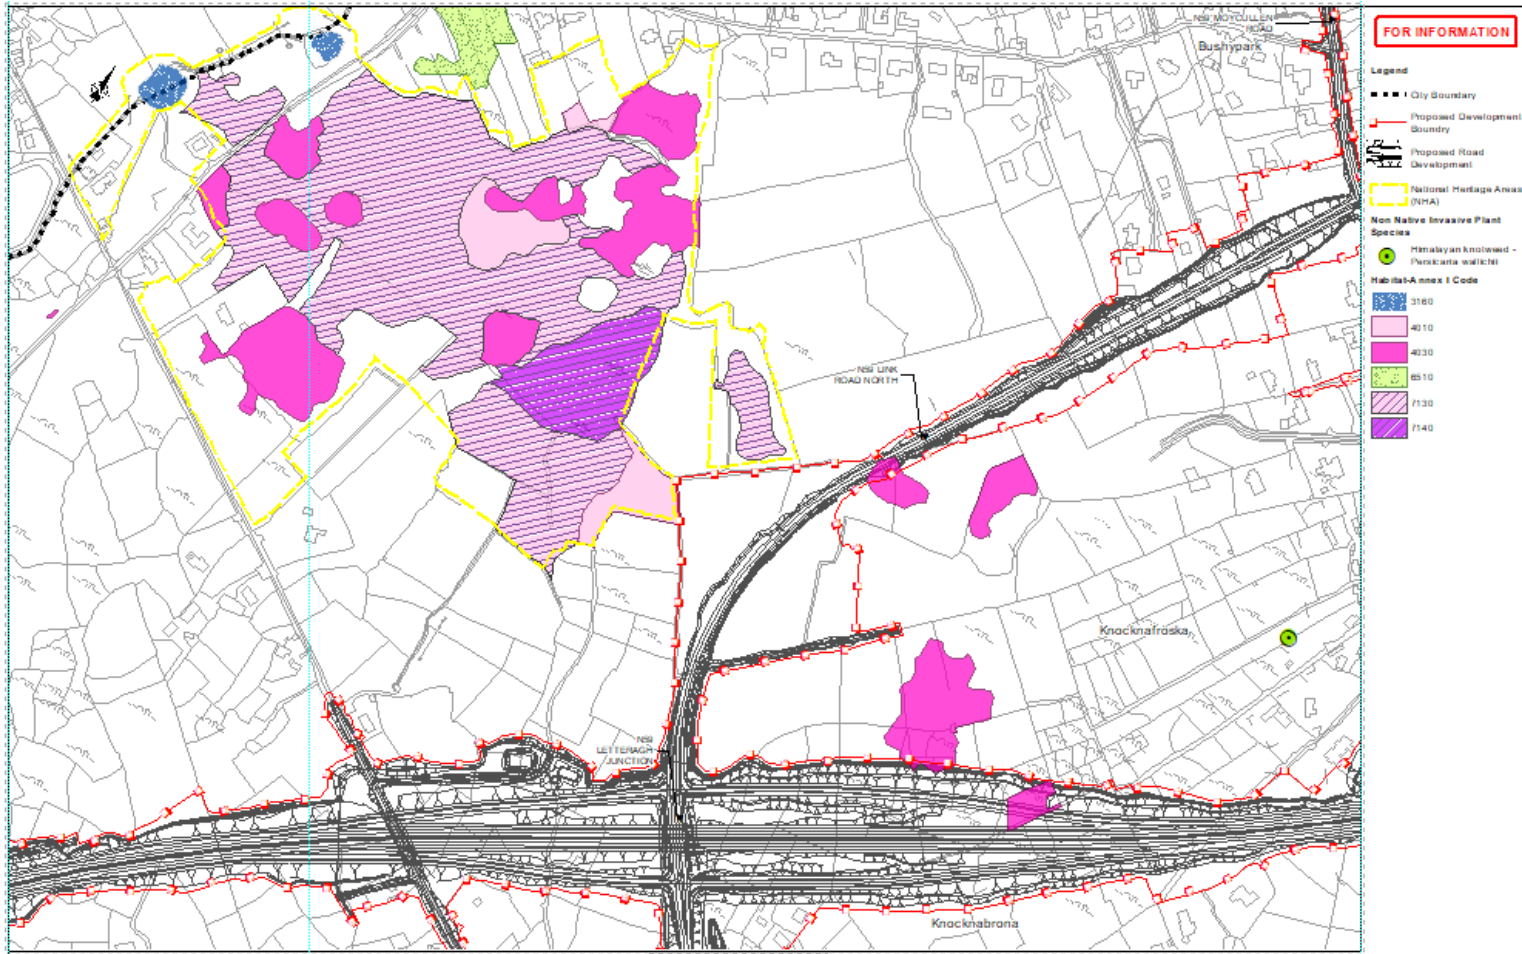 N59 MOYCULLEN
ROAD
Bushypark
N59 LINK
ROAD NORTH
Knocknafroska
N59
LETTERAGH
JUNCTION
Knocknabrona
FOR INFORMATION
Legend
City Boundary
Proposed Development
Boundry
Proposed Road
Development
National Heritage Areas
(NHA)
Non Native Invasive Plant
Species
Himalayan knotweed -
Persicaria wallichii
Habitat-Annex I Code
3160
4010
4030
6510
7130
7140